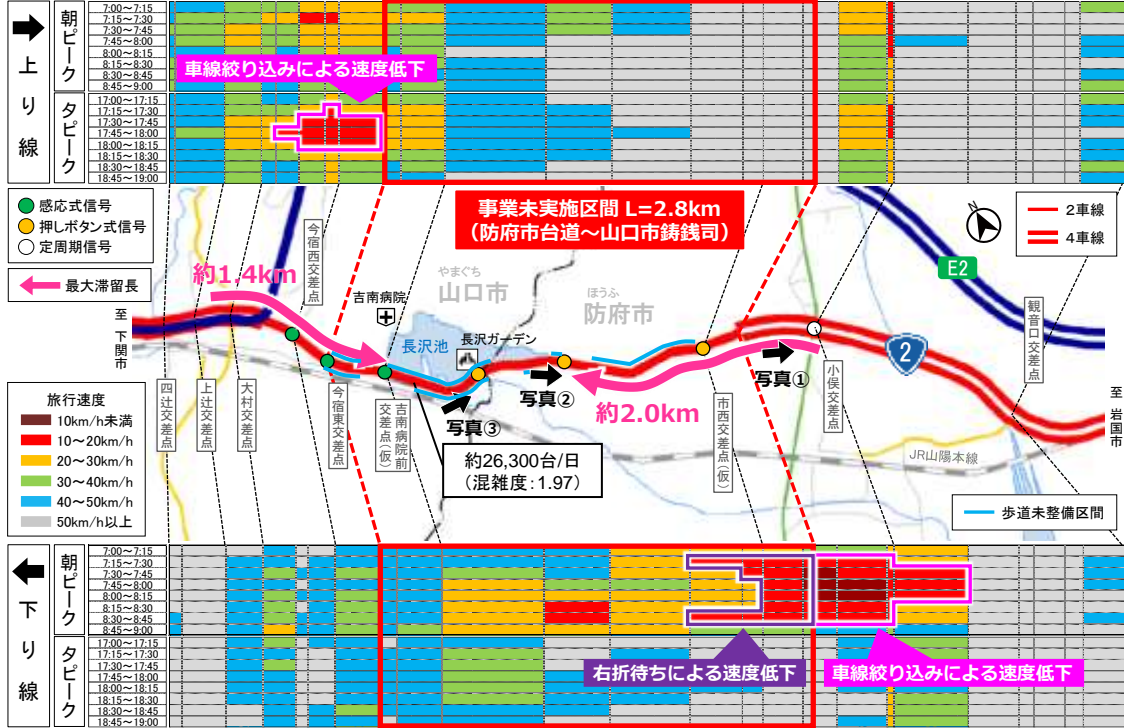 上り線
朝ピーク
7:00～7:15
7:15～7:30
7:30～7:45
7:45～8:00
8:00～8:15
8:15～8:30
8:30～8:45
8:45～9:00
車線絞り込みによる速度低下
夕ピーク
17:00～17:15
17:15～17:30
17:30～17:45
17:45～18:00
18:00～18:15
18:15～18:30
18:30～18:45
18:45～19:00
感応式信号
押しボタン式信号
定周期信号
最大滞留長
事業未実施区間 L=2.8km
(防府市台道～山口市鋳銭司)
N
2車線
4車線
E2
約1.4km
今宿西交差点
吉南病院
やまぐち
山口市
ほうふ
防府市
長沢池
長沢ガーデン
2
観音口交差点
至 下関市
至 岩国市
四辻交差点
上辻交差点
大村交差点
今宿東交差点
吉南病院前
交差点(仮)
写真③
写真②
写真①
約2.0km
市西交差点(仮)
小俣交差点
JR山陽本線
約26,300台/日
(混雑度:1.97)
歩道未整備区間
旅行速度
10km/h未満
10～20km/h
20～30km/h
30～40km/h
40～50km/h
50km/h以上
下り線
朝ピーク
7:00～7:15
7:15～7:30
7:30～7:45
7:45～8:00
8:00～8:15
8:15～8:30
8:30～8:45
8:45～9:00
夕ピーク
17:00～17:15
17:15～17:30
17:30～17:45
17:45～18:00
18:00～18:15
18:15～18:30
18:30～18:45
18:45～19:00
右折待ちによる速度低下
車線絞り込みによる速度低下